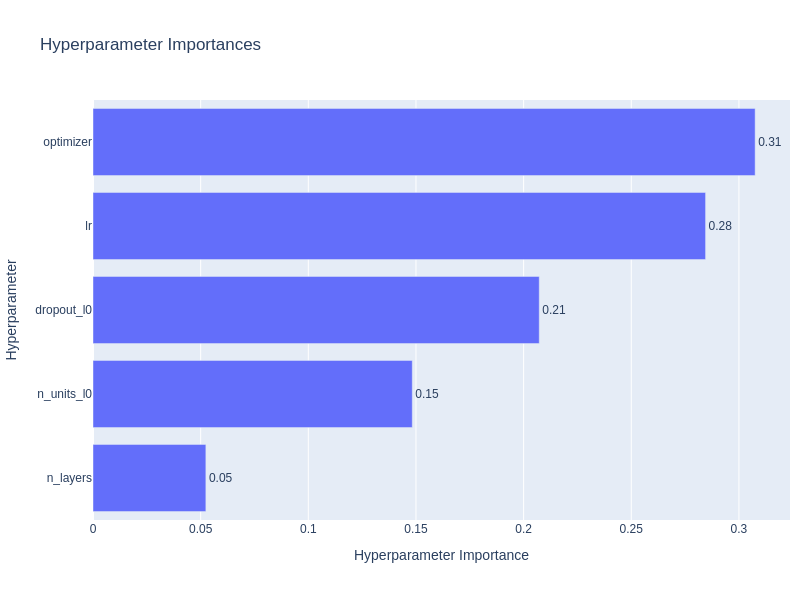 Hyperparameter Importances
optimizer
0.31
lr
0.28
dropout_l0
0.21
n_units_l0
0.15
n_layers
0.05
Hyperparameter
0
0.05
0.1
0.15
0.2
0.25
0.3
Hyperparameter Importance